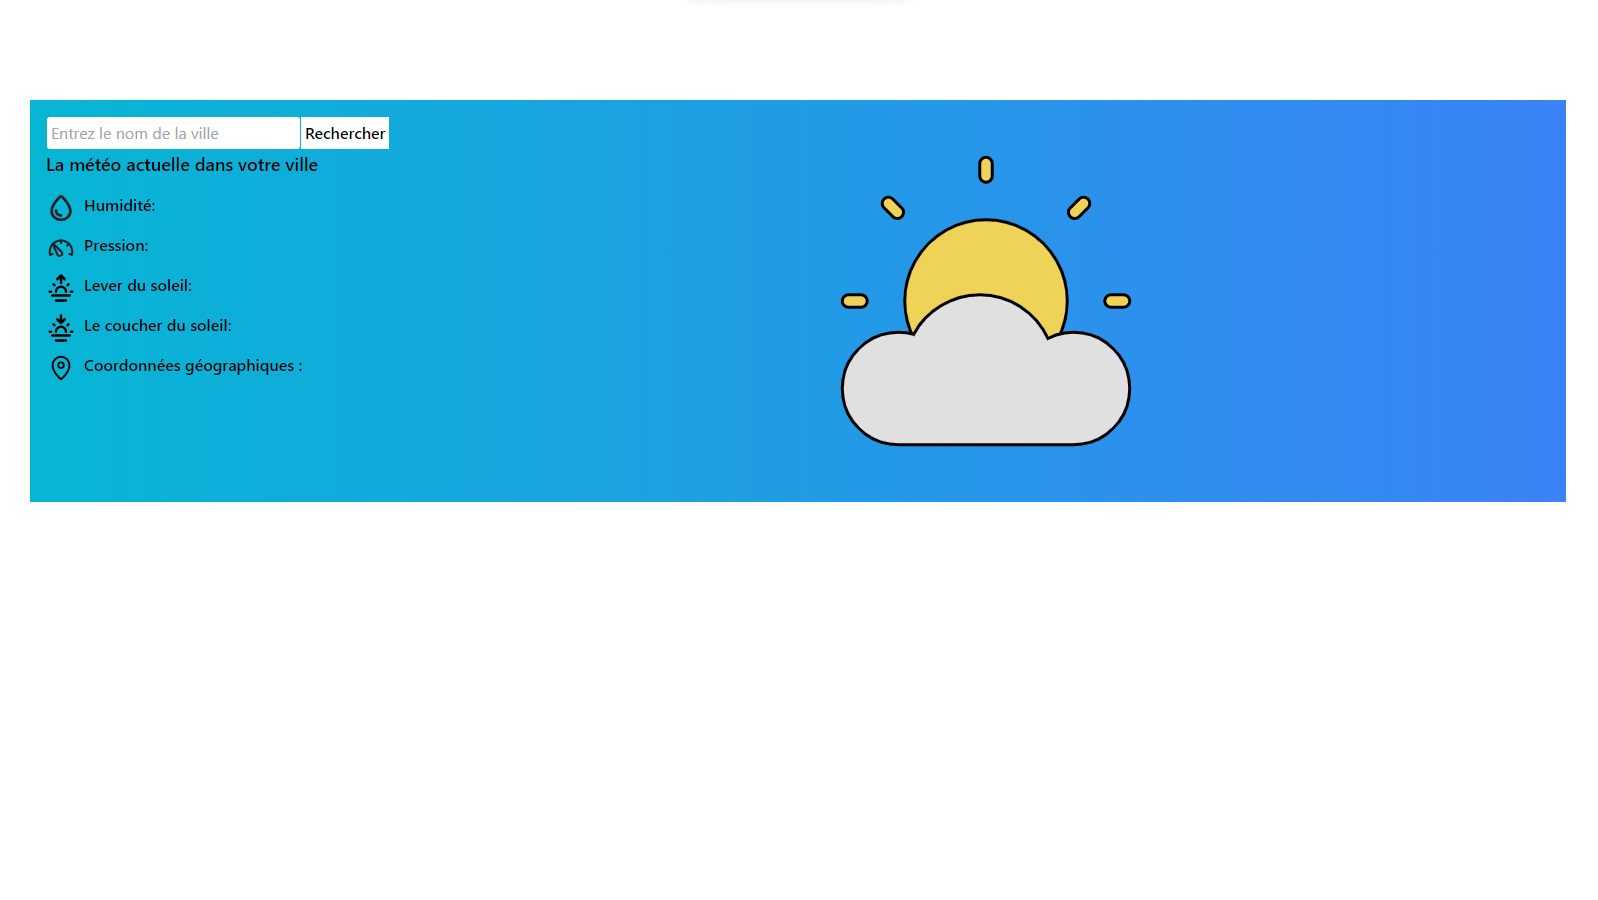 Entrez le nom de la ville
Rechercher
La météo actuelle dans votre ville
Humidité:
Pression:
Lever du soleil:
Le coucher du soleil:
Coordonnées géographiques :